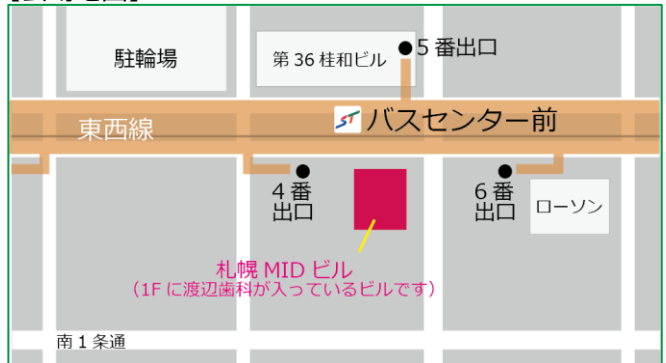 駐輪場
第36桂和ビル
5番出口
東西線
ST バスセンター前
4番
出口
6番
出口
ローソン
札幌 MID ビル
（1F に渡辺歯科が入っているビルです）
南1条通